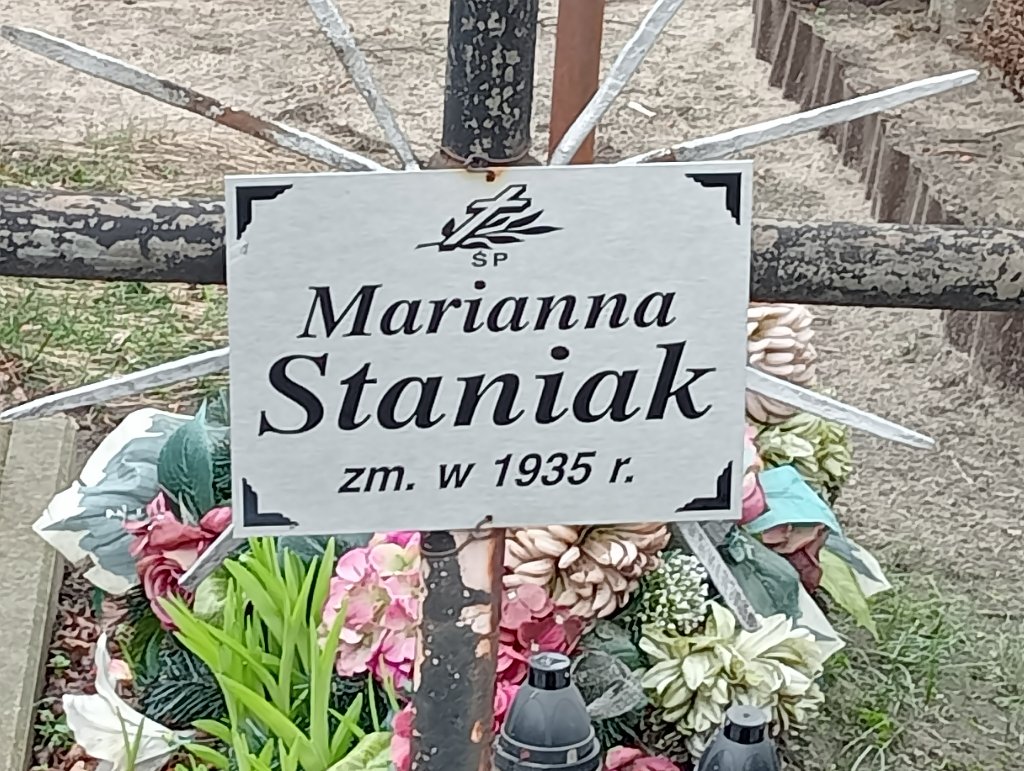 ŚP
Marianna
Staniak
zm. w 1935 r.